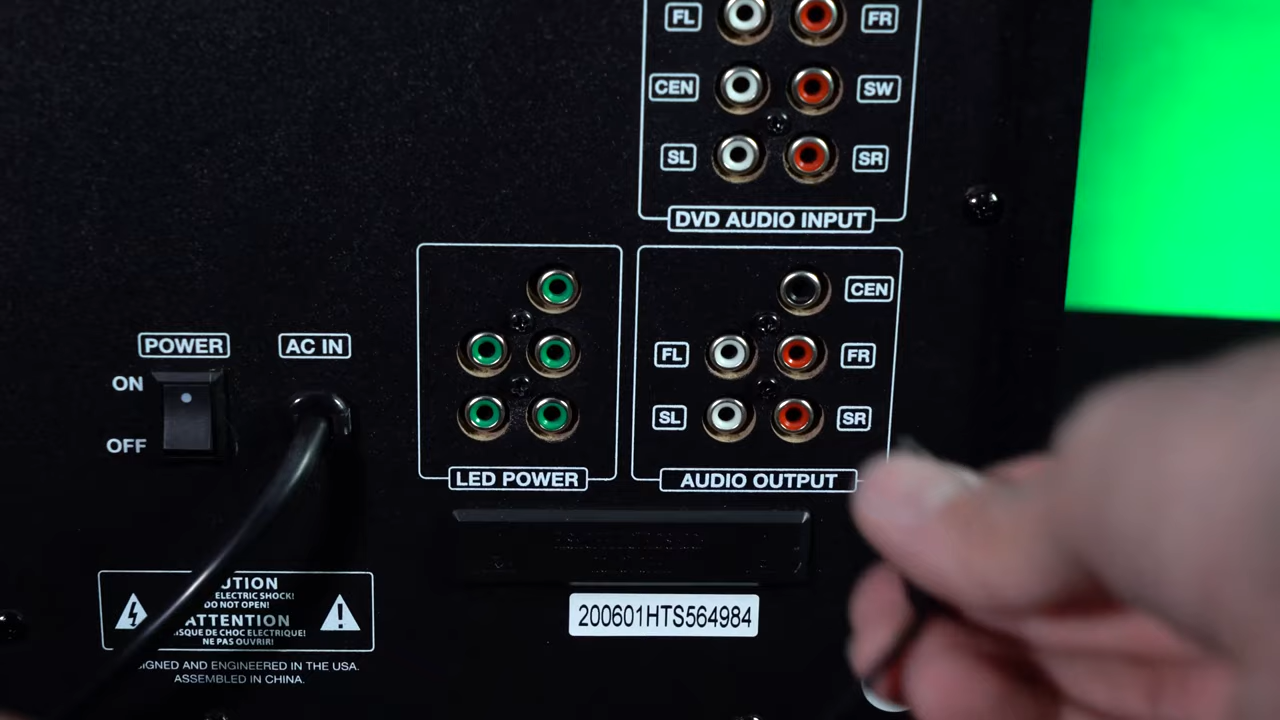 FL FR
CEN SW
SL SR
DVD AUDIO INPUT
CEN
FL FR
SL SR
AUDIO OUTPUT
LED POWER
POWER
ON
OFF
AC IN
UTION
ELECTRIC SHOCK!
DO NOT OPEN!
ATTENTION
ISQUE DE CHOC ELECTRIQUE!
NE PAS OUVRIR!
IGNED AND ENGINEERED IN THE USA.
ASSEMBLED IN CHINA.
200601HTS564984